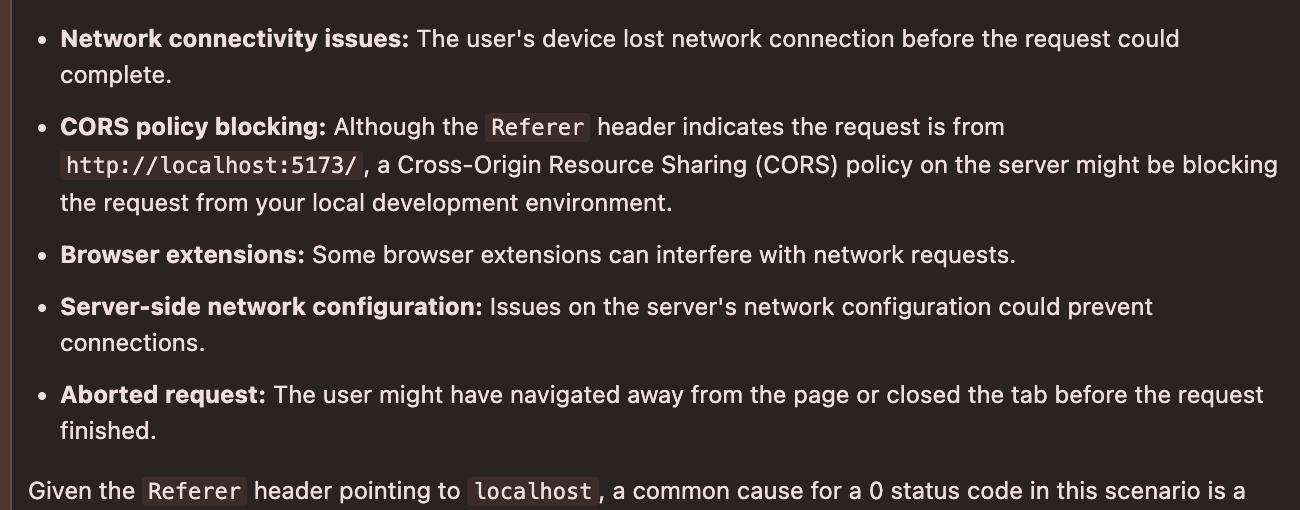 • Network connectivity issues: The user's device lost network connection before the request could
complete.
• CORS policy blocking: Although the Referer header indicates the request is from
http://localhost:5173/, a Cross-Origin Resource Sharing (CORS) policy on the server might be blocking
the request from your local development environment.
• Browser extensions: Some browser extensions can interfere with network requests.
• Server-side network configuration: Issues on the server's network configuration could prevent
connections.
• Aborted request: The user might have navigated away from the page or closed the tab before the request
finished.
Given the Referer header pointing to localhost, a common cause for a 0 status code in this scenario is a